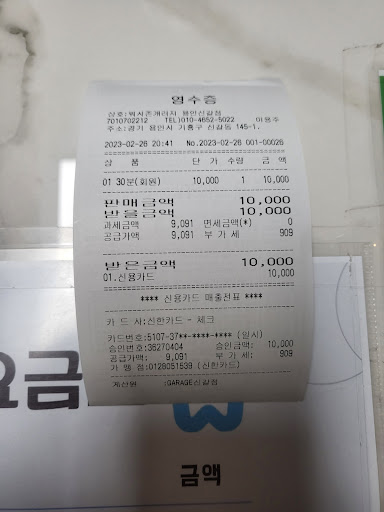 영수증
상호:워시존개러지 용인신갈점
7010702212 TEL)010-4652-5022 이용주
주소:경기 용인시 기흥구 신갈동 145-1.
2023-02-26 20:41 No.2023-02-26 001-00026
상 품 단 가 수량 금 액
01 30분(회원) 10,000 1 10,000
판매금액 10,000
받을금액 10,000
과세금액 9,091 면세금액(*) 0
공급가액 9,091 부 가 세 909
받은금액 10,000
01.신용카드 10,000
**** 신용카드 매출전표 ****
카 드 사:신한카드 - 체크
카드번호:5107-37**-****-**** (일시)
승인번호:38270404 승인금액: 10,000
공급가액: 9,091 부 가 세: 909
가 맹 점:0128051539 (신한카드)
계산원 :GARAGE신갈점
요금
금액